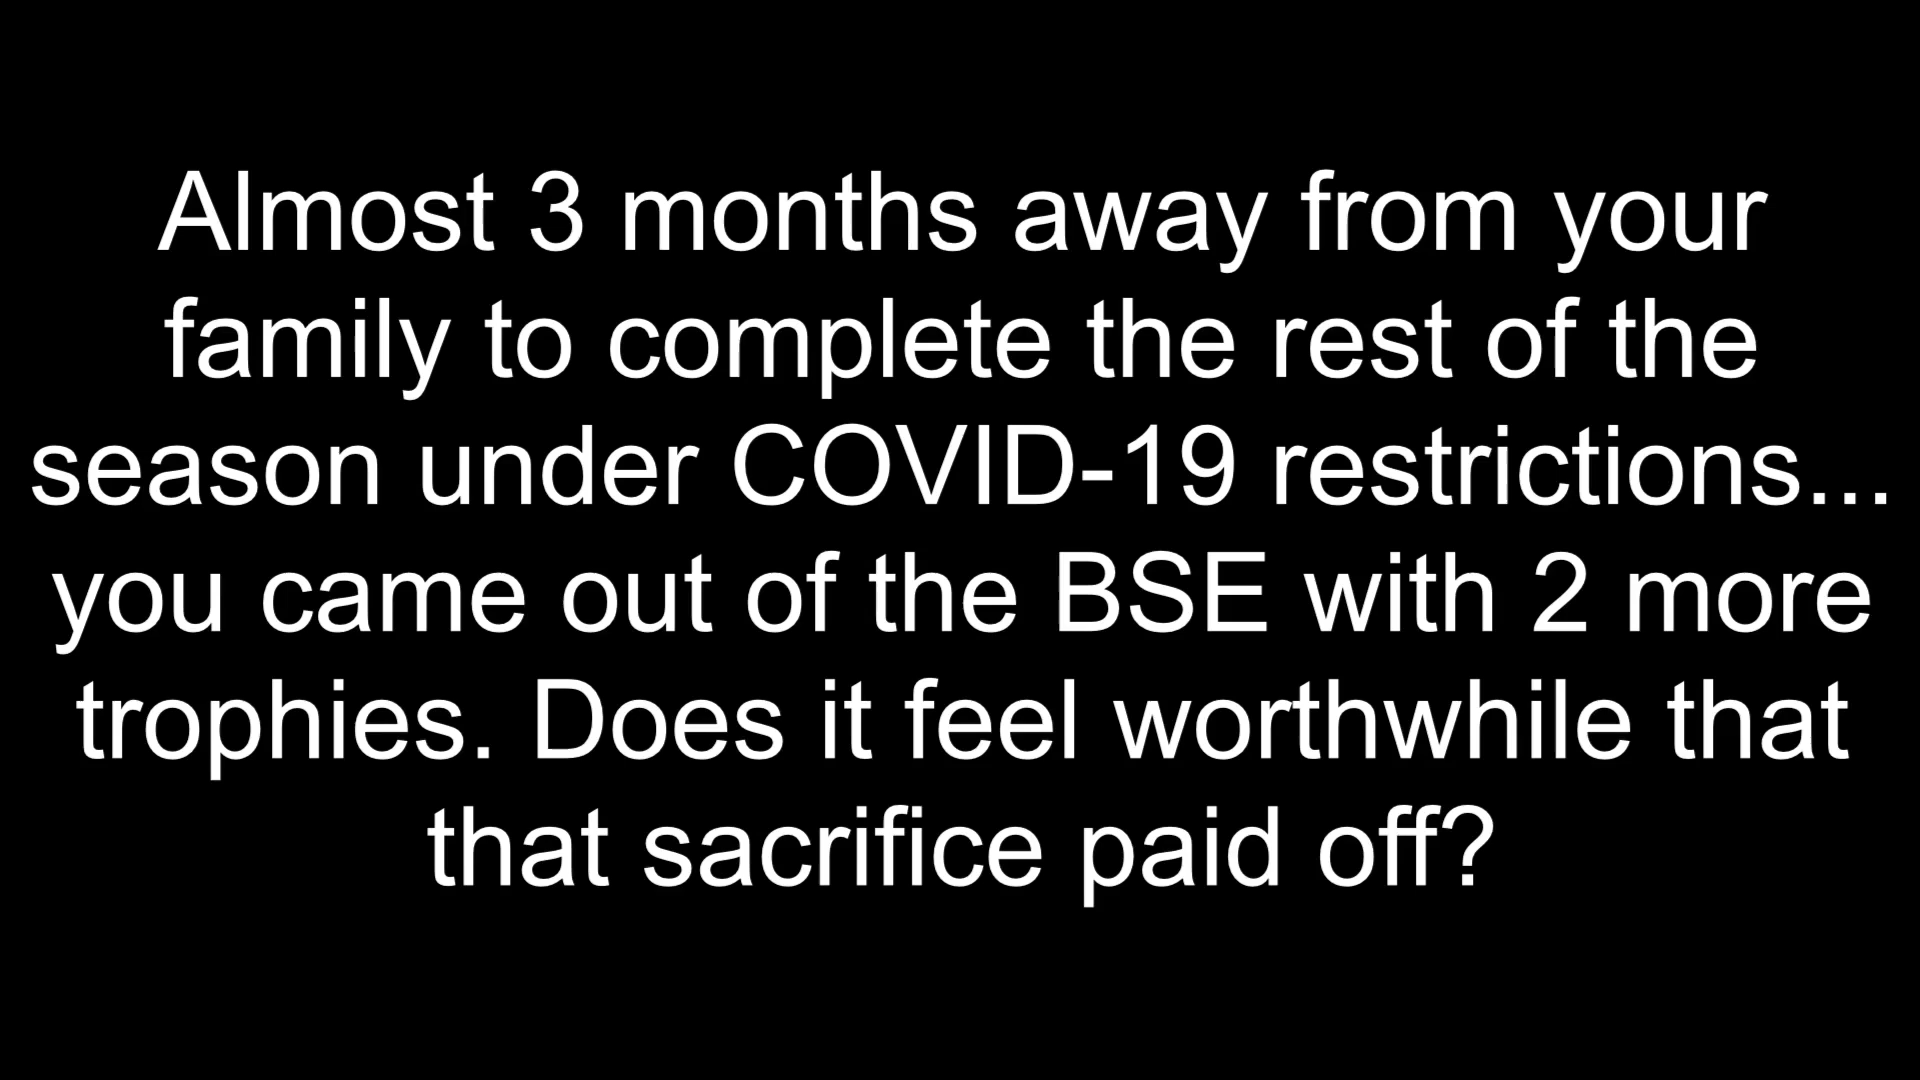 Almost 3 months away from your
family to complete the rest of the
season under COVID-19 restrictions...
you came out of the BSE with 2 more
trophies. Does it feel worthwhile that
that sacrifice paid off?